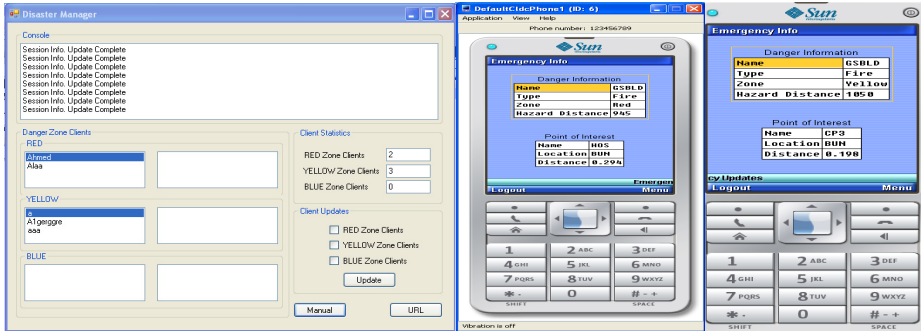 Disaster Manager
Console
Session Info. Update Complete
Session Info. Update Complete
Session Info. Update Complete
Session Info. Update Complete
Session Info. Update Complete
Session Info. Update Complete
Session Info. Update Complete
Session Info. Update Complete
Danger Zone Clients
RED
Ahmed
Alaa
YELLOW
a
A1gerggre
aaa
BLUE
Client Statistics
RED Zone Clients 2
YELLOW Zone Clients 3
BLUE Zone Clients 0
Client Updates
RED Zone Clients
YELLOW Zone Clients
BLUE Zone Clients
Update
Manual URL
DefaultCldcPhone1 (ID: 6)
Application View Help
Phone number: 123456789
Sun
Emergency Info
Danger Information
Name GSBLD
Type Fire
Zone Red
Hazard Distance 945
Point of Interest
Name HOS
Location BUN
Distance 0.294
Emergen
Logout Menu
1 2 ABC 3 DEF
4 GHI 5 JKL 6 MNO
7 PQRS 8 TUV 9 WXYZ
* . 0 # - +
SHIFT SPACE
Vibration is off
Sun
Emergency Info
Danger Information
Name GSBLD
Type Fire
Zone Yellow
Hazard Distance 1050
Point of Interest
Name CP3
Location BUN
Distance 0.198
cy Updates
Logout Menu
1 2 ABC 3 DEF
4 GHI 5 JKL 6 MNO
7 PQRS 8 TUV 9 WXYZ
* . 0 # - +
SHIFT SPACE